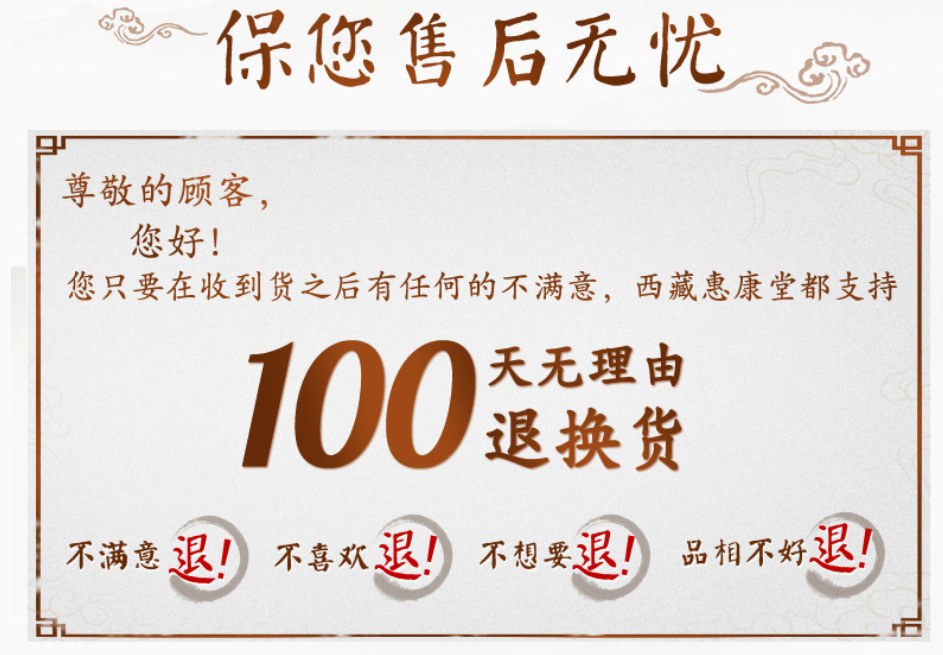 保您售后无忧
尊敬的顾客，
您好！
您只要在收到货之后有任何的不满意，西藏惠康堂都支持
100天无理由
退换货
不满意退！ 不喜欢退！ 不想要退！ 品相不好退！